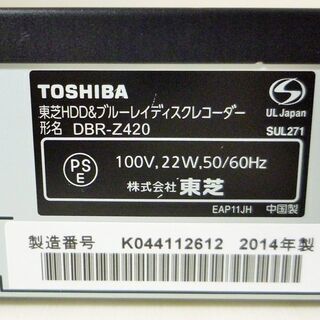 TOSHIBA
東芝HDD&ブルーレイディスクレコーダー
形名 DBR-Z420
UL Japan
SUL271
PS
E
100V, 22W, 50/60Hz
株式会社 東芝
EAP11JH 中国製
製造番号 K044112612 2014年製